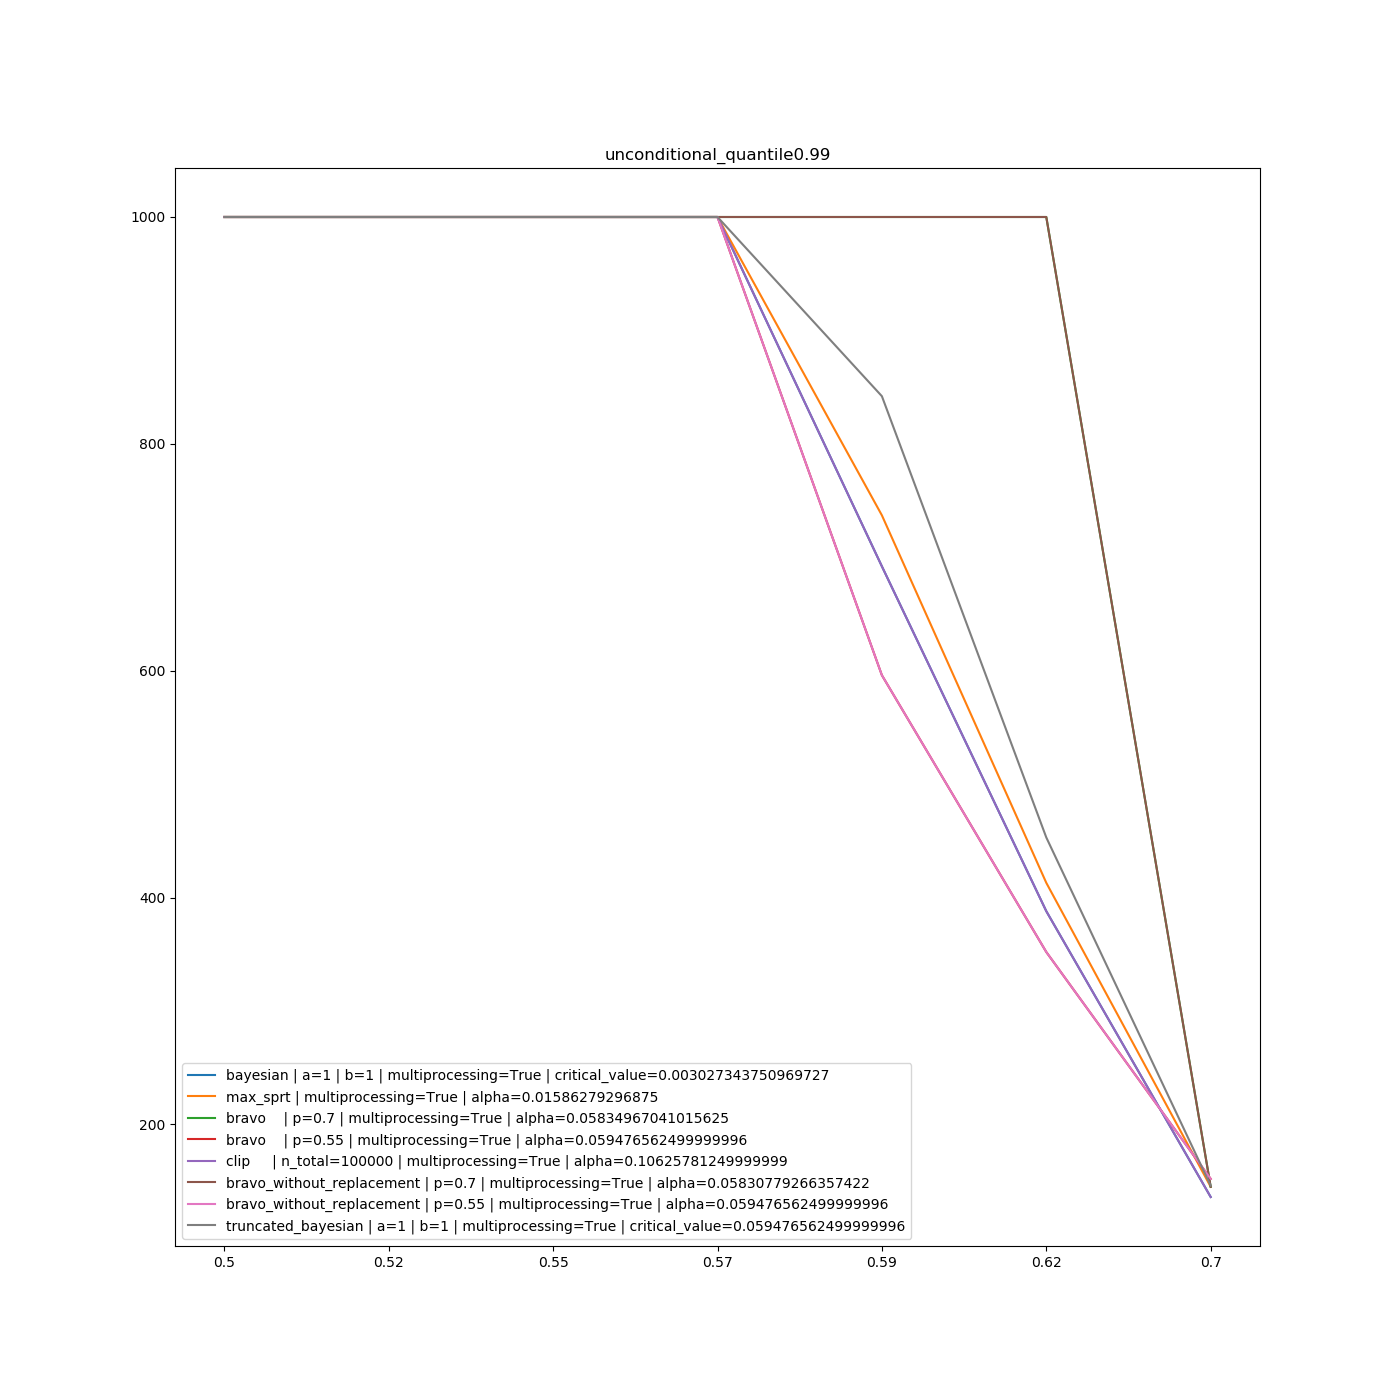 unconditional_quantile0.99
1000
800
600
400
200
bayesian | a=1 | b=1 | multiprocessing=True | critical_value=0.003027343750969727
max_sprt | multiprocessing=True | alpha=0.01586279296875
bravo | p=0.7 | multiprocessing=True | alpha=0.05834967041015625
bravo | p=0.55 | multiprocessing=True | alpha=0.059476562499999996
clip | n_total=100000 | multiprocessing=True | alpha=0.10625781249999999
bravo_without_replacement | p=0.7 | multiprocessing=True | alpha=0.05830779266357422
bravo_without_replacement | p=0.55 | multiprocessing=True | alpha=0.059476562499999996
truncated_bayesian | a=1 | b=1 | multiprocessing=True | critical_value=0.059476562499999996
0.5 0.52 0.55 0.57 0.59 0.62 0.7